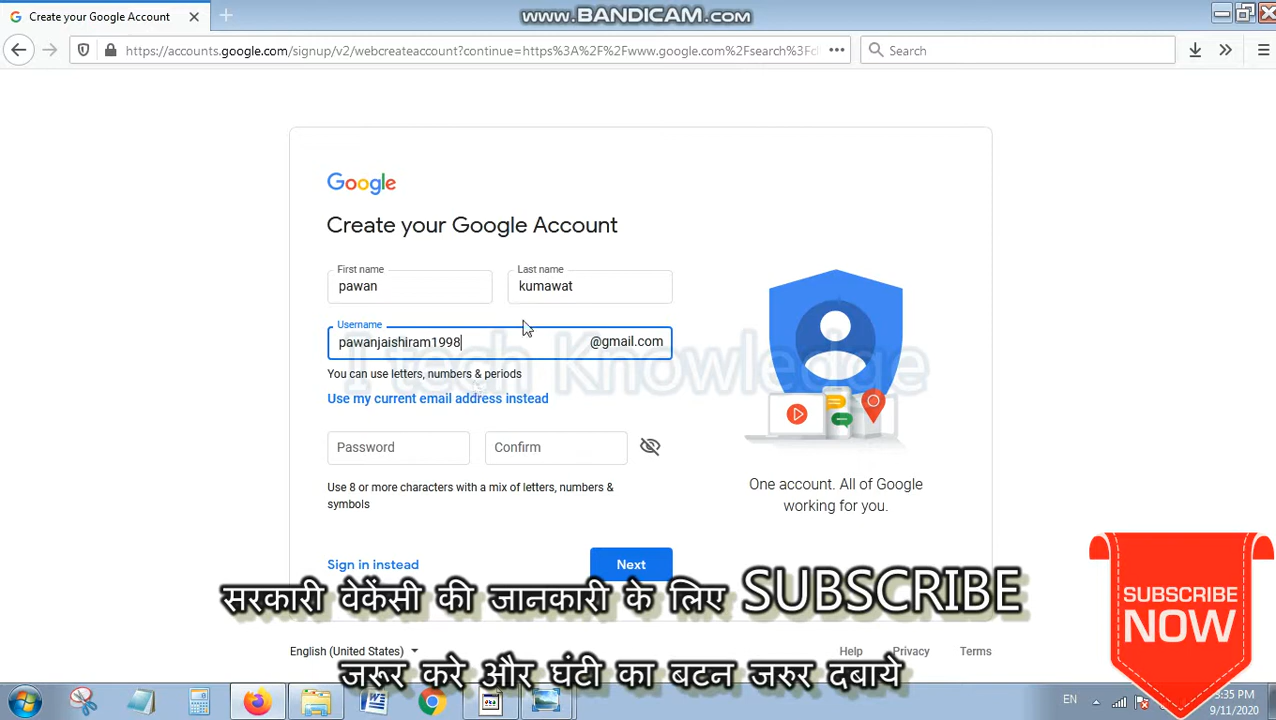 Create your Google Account
www.BANDICAM.com
https://accounts.google.com/signup/v2/webcreateaccount?continue=https%3A%2F%2Fwww.google.com%2Fsearch%3F
Search
Google
Create your Google Account
First name
Last name
pawan
kumawat
Username
pawanjaishiram1998
@gmail.com
I tech Knowledge
You can use letters, numbers & periods
Use my current email address instead
Password
Confirm
Use 8 or more characters with a mix of letters, numbers &
symbols
One account. All of Google
working for you.
Sign in instead
Next
सरकारी वेकेंसी की जानकारी के लिए SUBSCRIBE
SUBSCRIBE
NOW
English (United States)
Help
Privacy
Terms
जरूर करे और घंटी का बटन जरुर दबाये
EN
:35 PM
9/11/2020